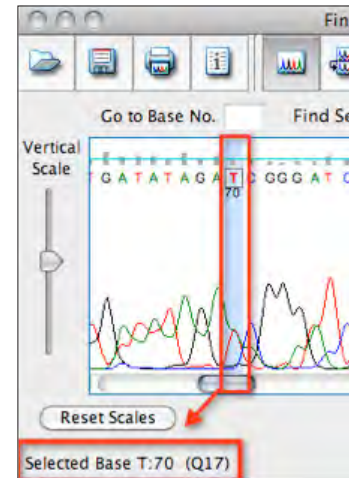 Fin
Go to Base No. Find Se
Vertical
Scale
T G A T A T A G A T C G G G A T C
70
Reset Scales
Selected Base T:70 (Q17)